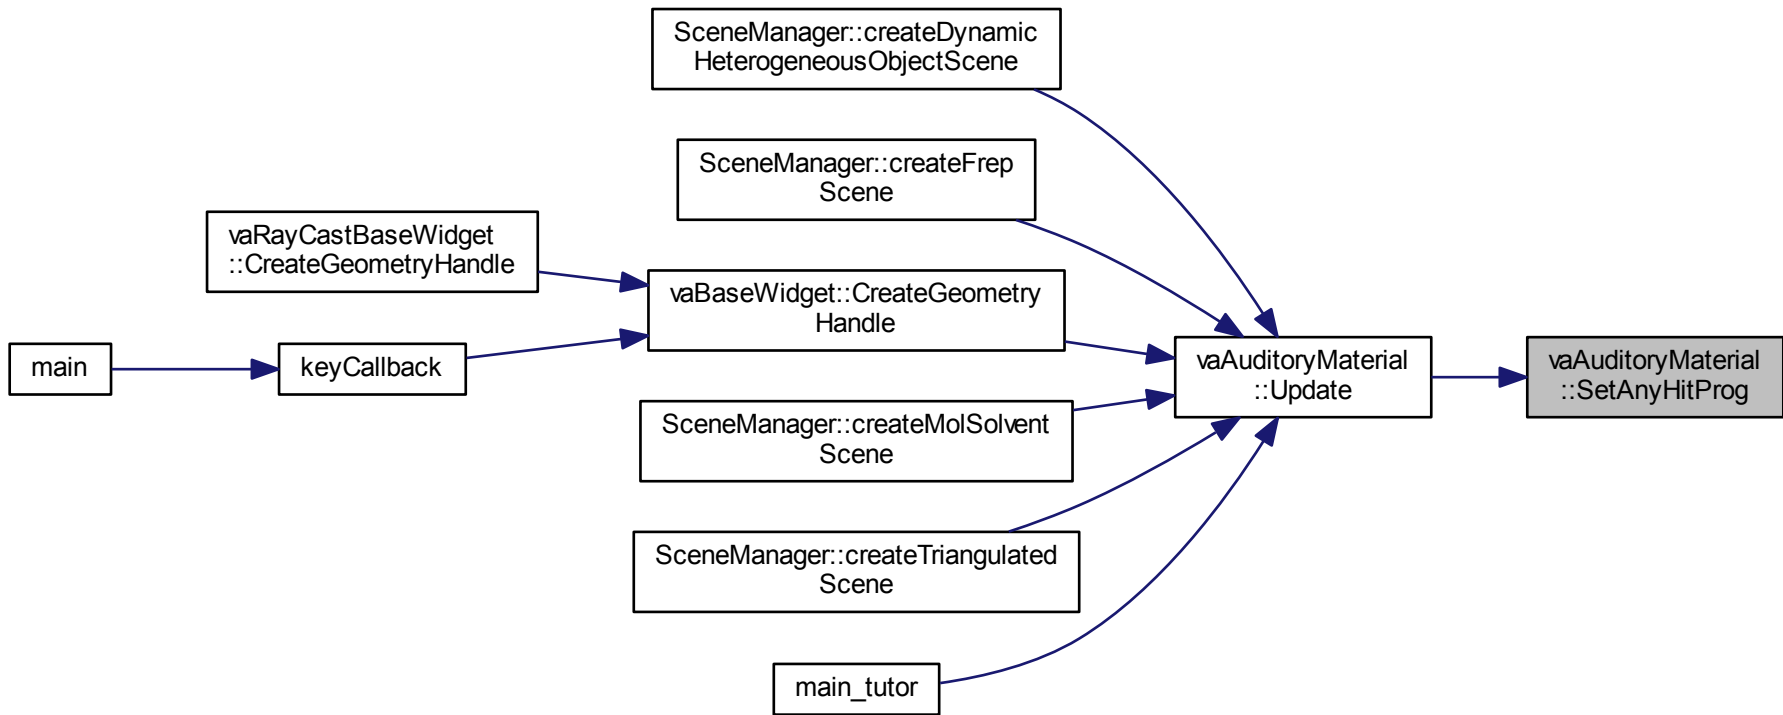 SceneManager::createDynamic
HeterogeneousObjectScene
SceneManager::createFrep
Scene
vaRayCastBaseWidget
::CreateGeometryHandle
vaBaseWidget::CreateGeometry
Handle
main
keyCallback
vaAuditoryMaterial
::Update
vaAuditoryMaterial
::SetAnyHitProg
SceneManager::createMolSolvent
Scene
SceneManager::createTriangulated
Scene
main_tutor